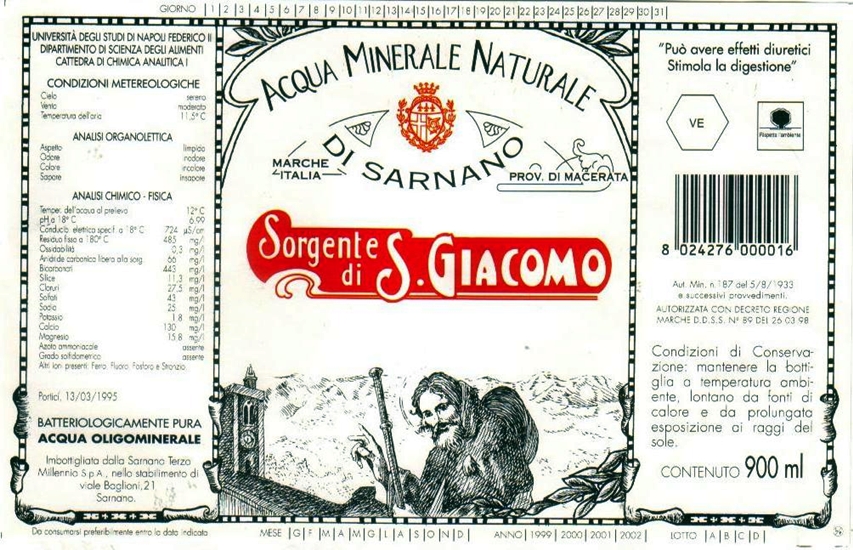 GIORNO |1|2|3|4|5|6|7|8|9|10|11|12|13|14|15|16|17|18|19|20|21|22|23|24|25|26|27|28|29|30|31|
UNIVERSITÀ DEGLI STUDI DI NAPOLI FEDERICO II
DIPARTIMENTO DI SCIENZA DEGLI ALIMENTI
CATTEDRA DI CHIMICA ANALITICA I
CONDIZIONI METEREOLOGICHE
Cielo sereno
Vento moderato
Temperatura dell'aria 11,5° C
ANALISI ORGANOLETTICA
Aspetto limpido
Odore inodore
Colore incolore
Sapore insapore
ANALISI CHIMICO - FISICA
Temper. dell'acqua al prelievo 12° C
pH a 18° C 6.99
Conducib. elettrica specif. a 18° C 724 µS/cm
Residuo fisso a 180° C 485 mg/l
Ossidabilità 0,3 mg/l
Anidride carbonica libera alla sorg. 66 mg/l
Bicarbonati 443 mg/l
Silice 11,3 mg/l
Cloruri 27,5 mg/l
Solfati 43 mg/l
Sodio 25 mg/l
Potassio 1.8 mg/l
Calcio 130 mg/l
Magnesio 15.8 mg/l
Azoto ammoniacale assente
Grado solfidometrico assente
Altri ioni presenti: Ferro, Fluoro, Fosforo e Stronzio.
Portici, 13/03/1995
BATTERIOLOGICAMENTE PURA
ACQUA OLIGOMINERALE
Imbottigliata dalla Sarnano Terzo
Millennio S.p.A., nello stabilimento di
viale Baglioni,21
Sarnano.
Da consumarsi preferibilmente entro la data indicata
ACQUA MINERALE NATURALE
DI SARNANO
MARCHE
ITALIA
PROV. DI MACERATA
Sorgente
di S. GIACOMO
"Può avere effetti diuretici
Stimola la digestione"
VE
Rispetta l'ambiente
8 024276 000016
Aut. Min. n.187 del 5/8/1933
e successivi provvedimenti.
AUTORIZZATA CON DECRETO REGIONE
MARCHE D.D.S.S. N° 89 DEL 26 03 98
Condizioni di Conserva-
zione: mantenere la botti-
glia a temperatura ambi-
ente, lontano da fonti di
calore e da prolungata
esposizione ai raggi del
sole.
CONTENUTO 900 ml
MESE |G|F|M|A|M|G|L|A|S|O|N|D| ANNO |1999|2000|2001|2002| LOTTO |A|B|C|D|